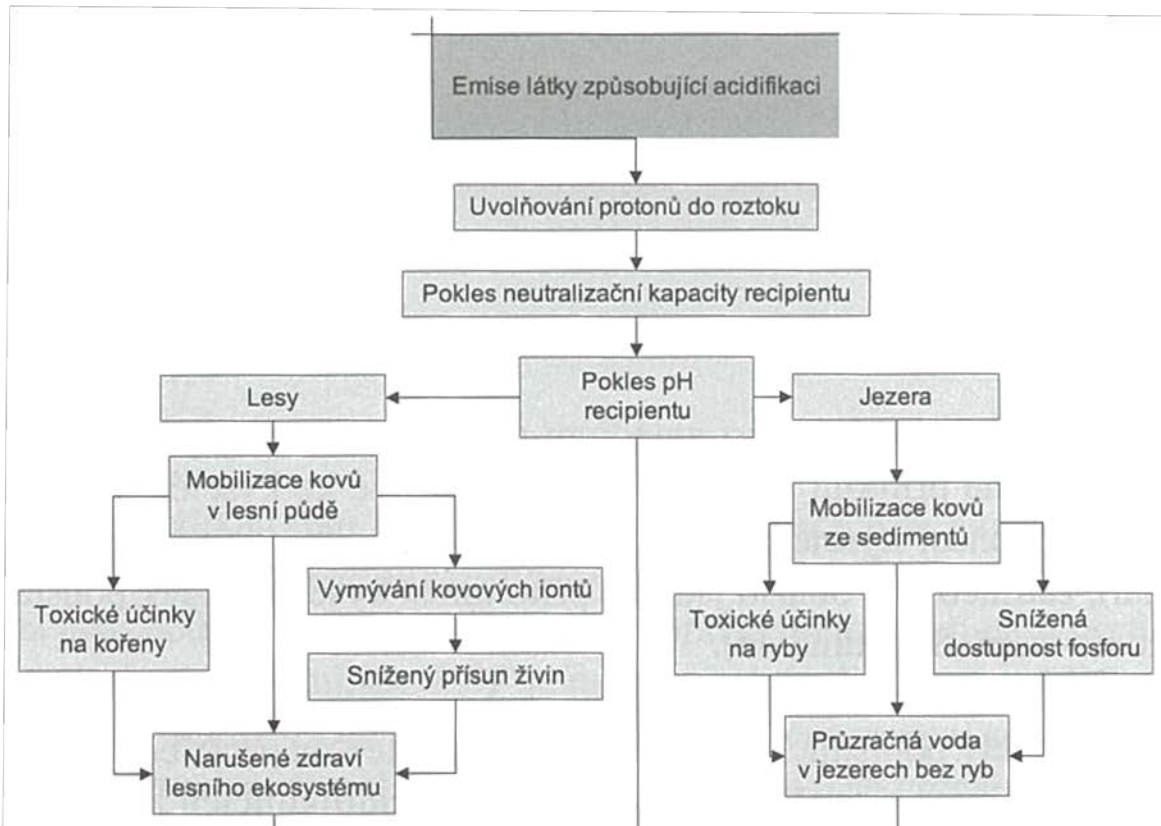 Emise látky způsobující acidifikaci
Uvolňování protonů do roztoku
Pokles neutralizační kapacity recipientu
Pokles pH
recipientu
Lesy
Jezera
Mobilizace kovů
v lesní půdě
Mobilizace kovů
ze sedimentů
Vymývání kovových iontů
Toxické účinky
na kořeny
Snížený přísun živin
Toxické účinky
na ryby
Snížená
dostupnost fosforu
Narušené zdraví
lesního ekosystému
Průzračná voda
v jezerech bez ryb